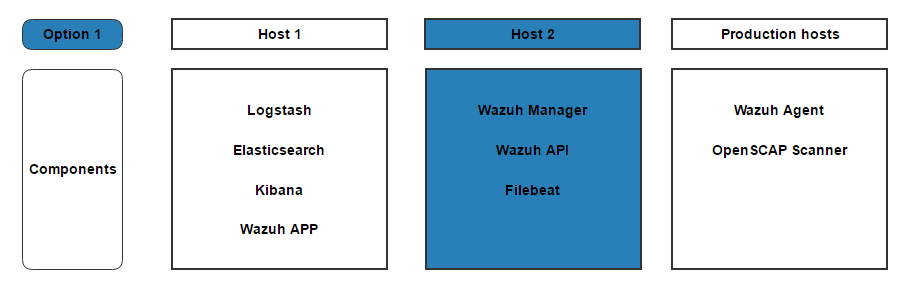 Option 1
Host 1
Host 2
Production hosts
Components
Logstash
Elasticsearch
Kibana
Wazuh APP
Wazuh Manager
Wazuh API
Filebeat
Wazuh Agent
OpenSCAP Scanner